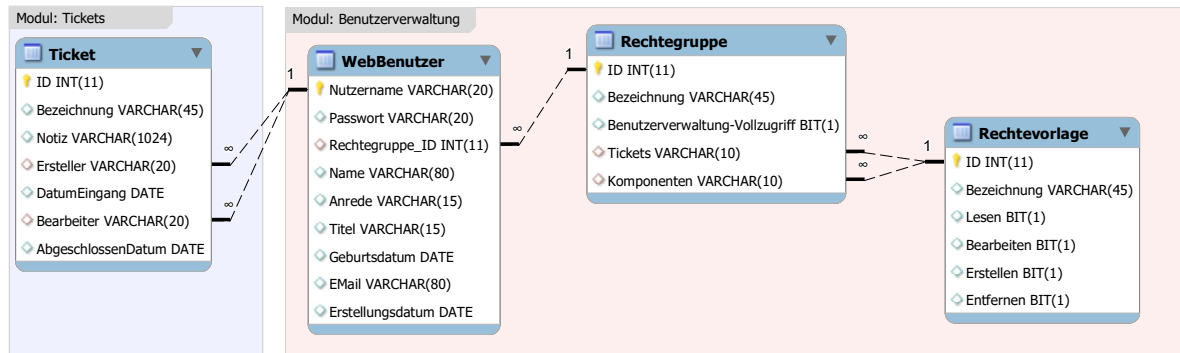 Modul: Tickets
Ticket
ID INT(11)
Bezeichnung VARCHAR(45)
Notiz VARCHAR(1024)
Ersteller VARCHAR(20)
DatumEingang DATE
Bearbeiter VARCHAR(20)
AbgeschlossenDatum DATE
∞
∞
1
Modul: Benutzerverwaltung
WebBenutzer
Nutzername VARCHAR(20)
Passwort VARCHAR(20)
Rechtegruppe_ID INT(11)
Name VARCHAR(80)
Anrede VARCHAR(15)
Titel VARCHAR(15)
Geburtsdatum DATE
EMail VARCHAR(80)
Erstellungsdatum DATE
∞
1
Rechtegruppe
ID INT(11)
Bezeichnung VARCHAR(45)
Benutzerverwaltung-Vollzugriff BIT(1)
Tickets VARCHAR(10)
Komponenten VARCHAR(10)
∞
∞
1
Rechtevorlage
ID INT(11)
Bezeichnung VARCHAR(45)
Lesen BIT(1)
Bearbeiten BIT(1)
Erstellen BIT(1)
Entfernen BIT(1)